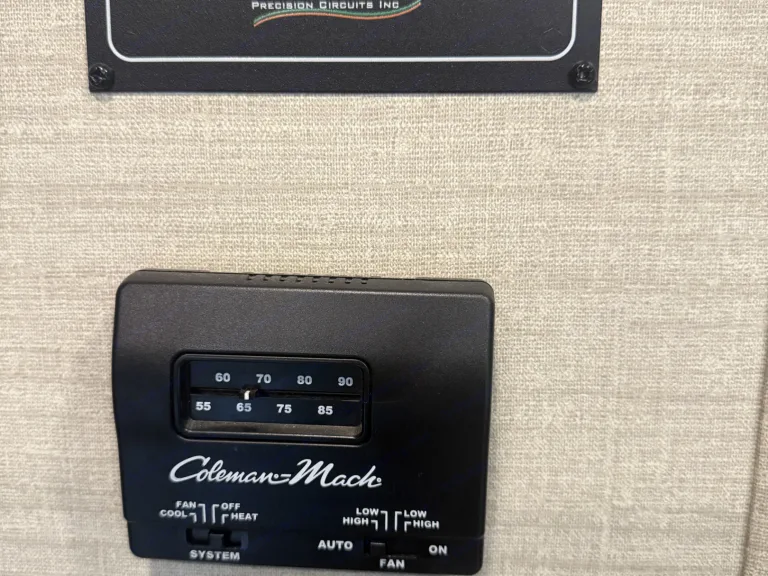 PRECISION CIRCUITS INC
60 70 80 90
55 65 75 85
Coleman-Mach
FAN OFF
COOL HEAT
LOW LOW
HIGH HIGH
AUTO ON
SYSTEM
FAN